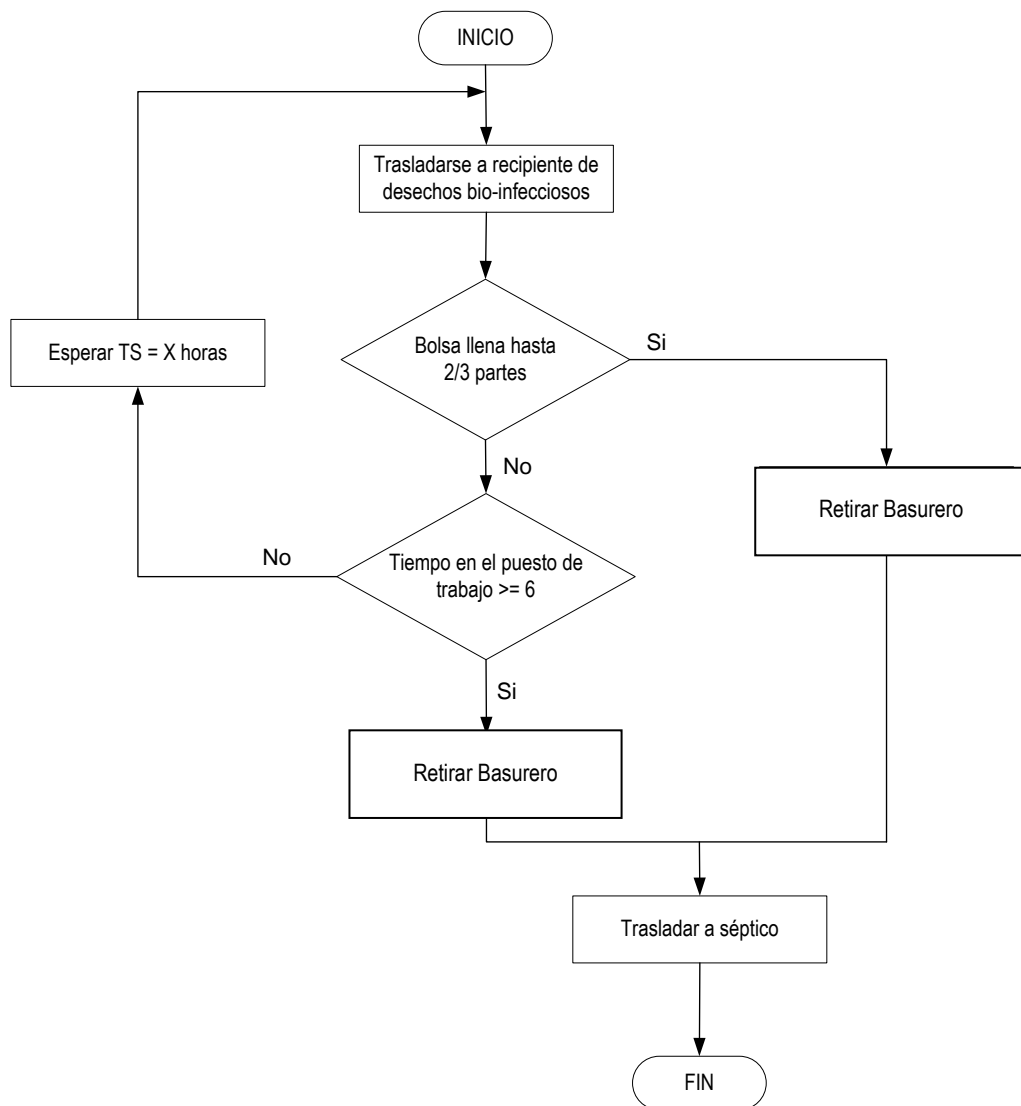 INICIO
Trasladarse a recipiente de
desechos bio-infecciosos
Esperar TS = X horas
Bolsa llena hasta
2/3 partes
Si
No
Retirar Basurero
No
Tiempo en el puesto de
trabajo >= 6
Si
Retirar Basurero
Trasladar a séptico
FIN